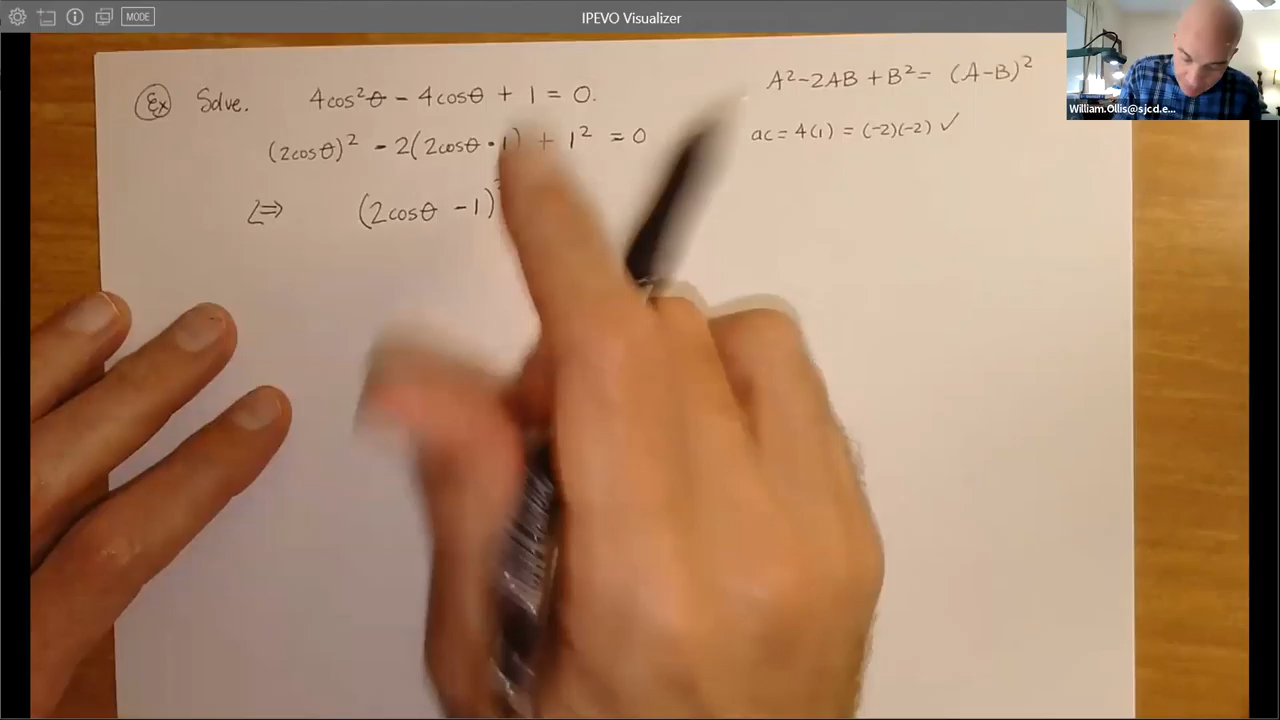 MODE
IPEVO Visualizer
William.Ollis@sjcd.e...
Ex Solve. 4cos²θ - 4cosθ + 1 = 0.
A² - 2AB + B² = (A-B)²
(2cosθ)² - 2(2cosθ • 1) + 1² = 0
ac = 4(1) = (-2)(-2) ✓
⇔ (2cosθ - 1)